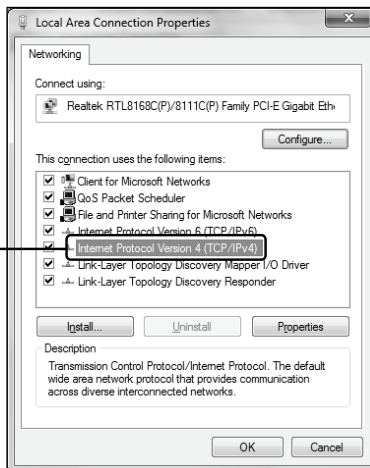 Local Area Connection Properties
Networking
Connect using:
Realtek RTL8168C(P)/8111C(P) Family PCI-E Gigabit Eth
Configure...
This connection uses the following items:
Client for Microsoft Networks
QoS Packet Scheduler
File and Printer Sharing for Microsoft Networks
Internet Protocol Version 6 (TCP/IPv6)
Internet Protocol Version 4 (TCP/IPv4)
Link-Layer Topology Discovery Mapper I/O Driver
Link-Layer Topology Discovery Responder
Install...
Uninstall
Properties
Description
Transmission Control Protocol/Internet Protocol. The default
wide area network protocol that provides communication
across diverse interconnected networks.
OK
Cancel